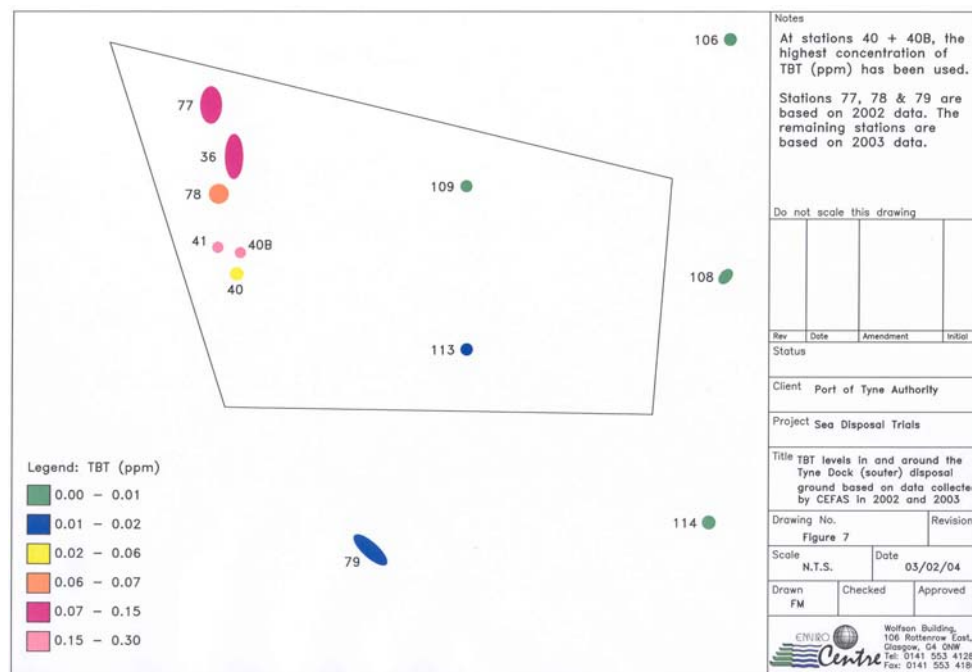 106
77
36
109
78
41
40B
40
108
113
114
79
Legend: TBT (ppm)
0.00 - 0.01
0.01 - 0.02
0.02 - 0.06
0.06 - 0.07
0.07 - 0.15
0.15 - 0.30
Notes
At stations 40 + 40B, the
highest concentration of
TBT (ppm) has been used.
Stations 77, 78 & 79 are
based on 2002 data. The
remaining stations are
based on 2003 data.
Do not scale this drawing
Rev Date Amendment Initial
Status
Client Port of Tyne Authority
Project Sea Disposal Trials
Title TBT levels in and around the
Tyne Dock (souter) disposal
ground based on data collected
by CEFAS in 2002 and 2003
Drawing No. Revision
Figure 7
Scale Date
N.T.S. 03/02/04
Drawn Checked Approved
FM
ENVIRO
Centre
Wolfson Building,
106 Rottenrow East,
Glasgow, G4 0NW
Tel: 0141 553 4128
Fax: 0141 553